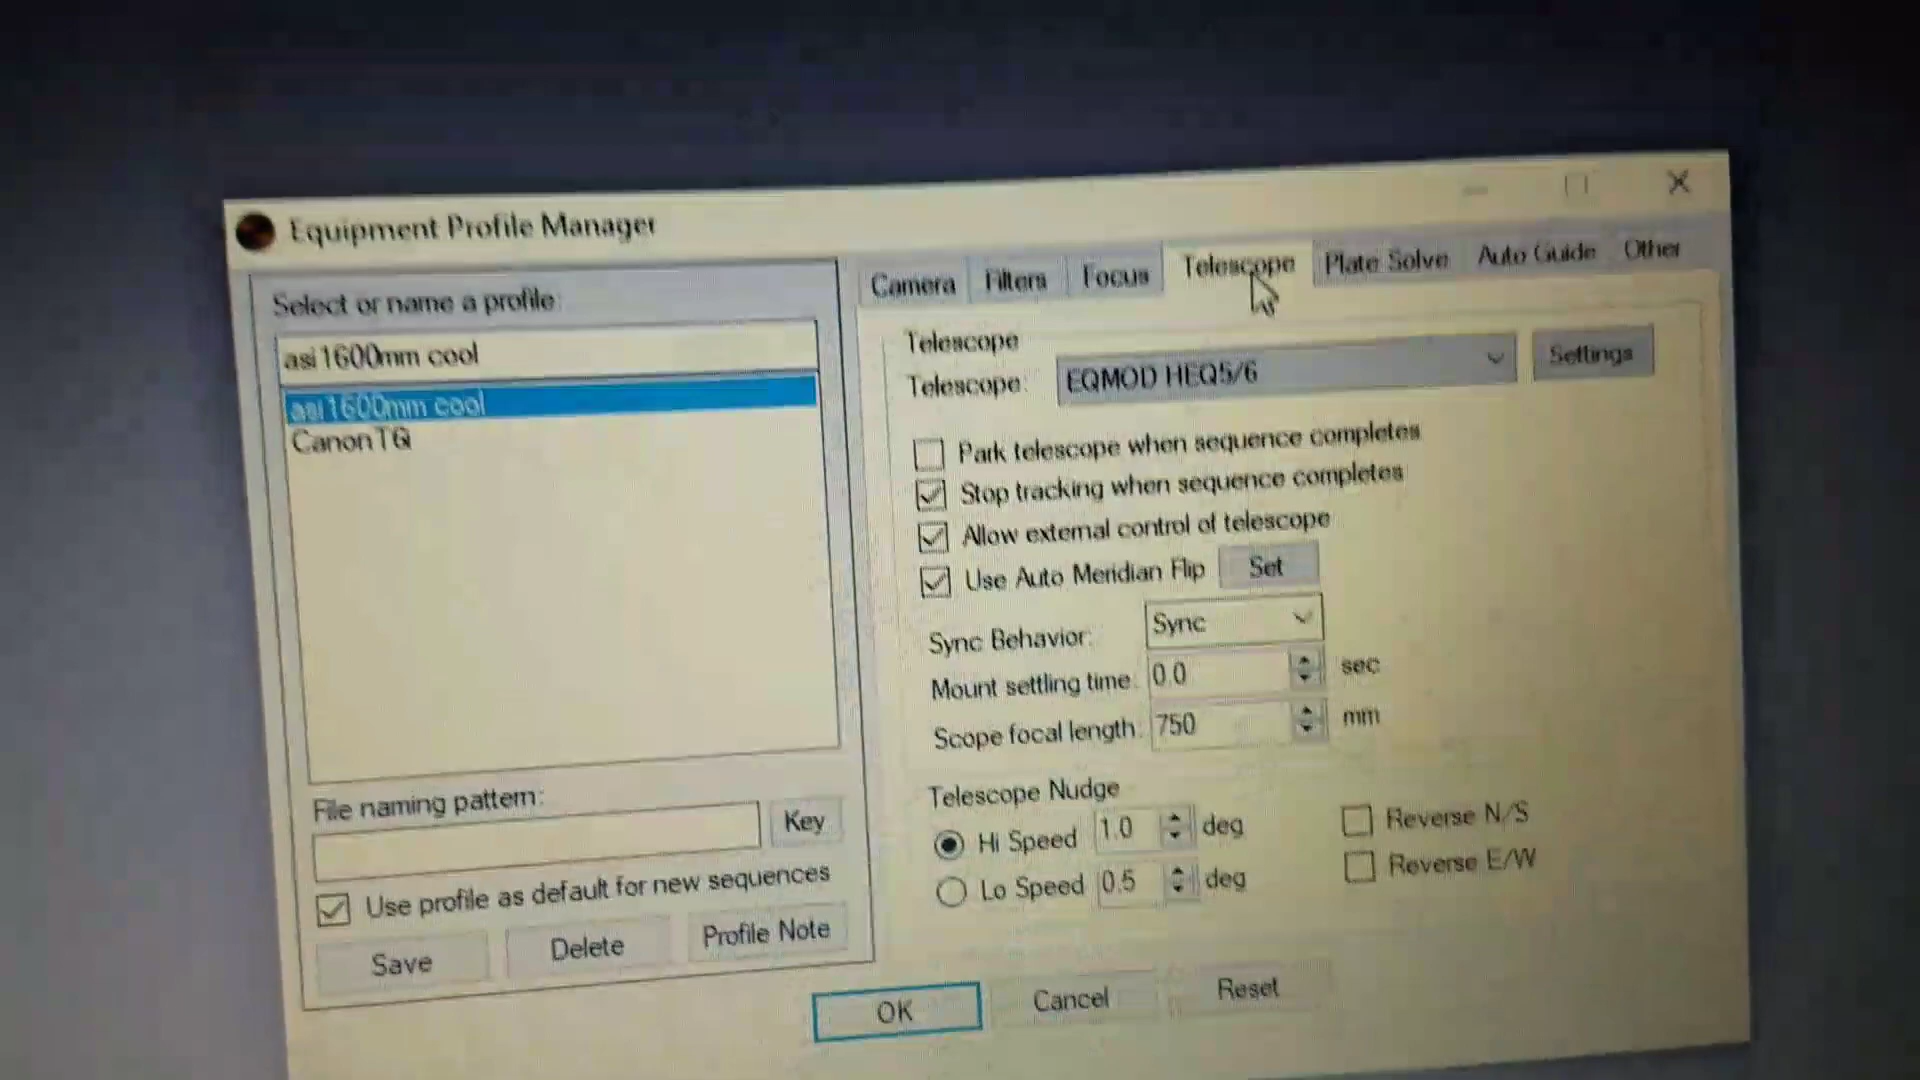 Equipment Profile Manager
Select or name a profile:
asi1600mm cool
asi1600mm cool
Canon TGi
File naming pattern:
Key
Use profile as default for new sequences
Save Delete Profile Note
Camera Filters Focus Telescope Plate Solve Auto Guide Other
Telescope
Telescope: EQMOD HEQ5/6 Settings
Park telescope when sequence completes
Stop tracking when sequence completes
Allow external control of telescope
Use Auto Meridian Flip Set
Sync Behavior: Sync
Mount settling time: 0.0 sec
Scope focal length: 750 mm
Telescope Nudge
Hi Speed 1.0 deg Reverse N/S
Lo Speed 0.5 deg Reverse E/W
OK Cancel Reset